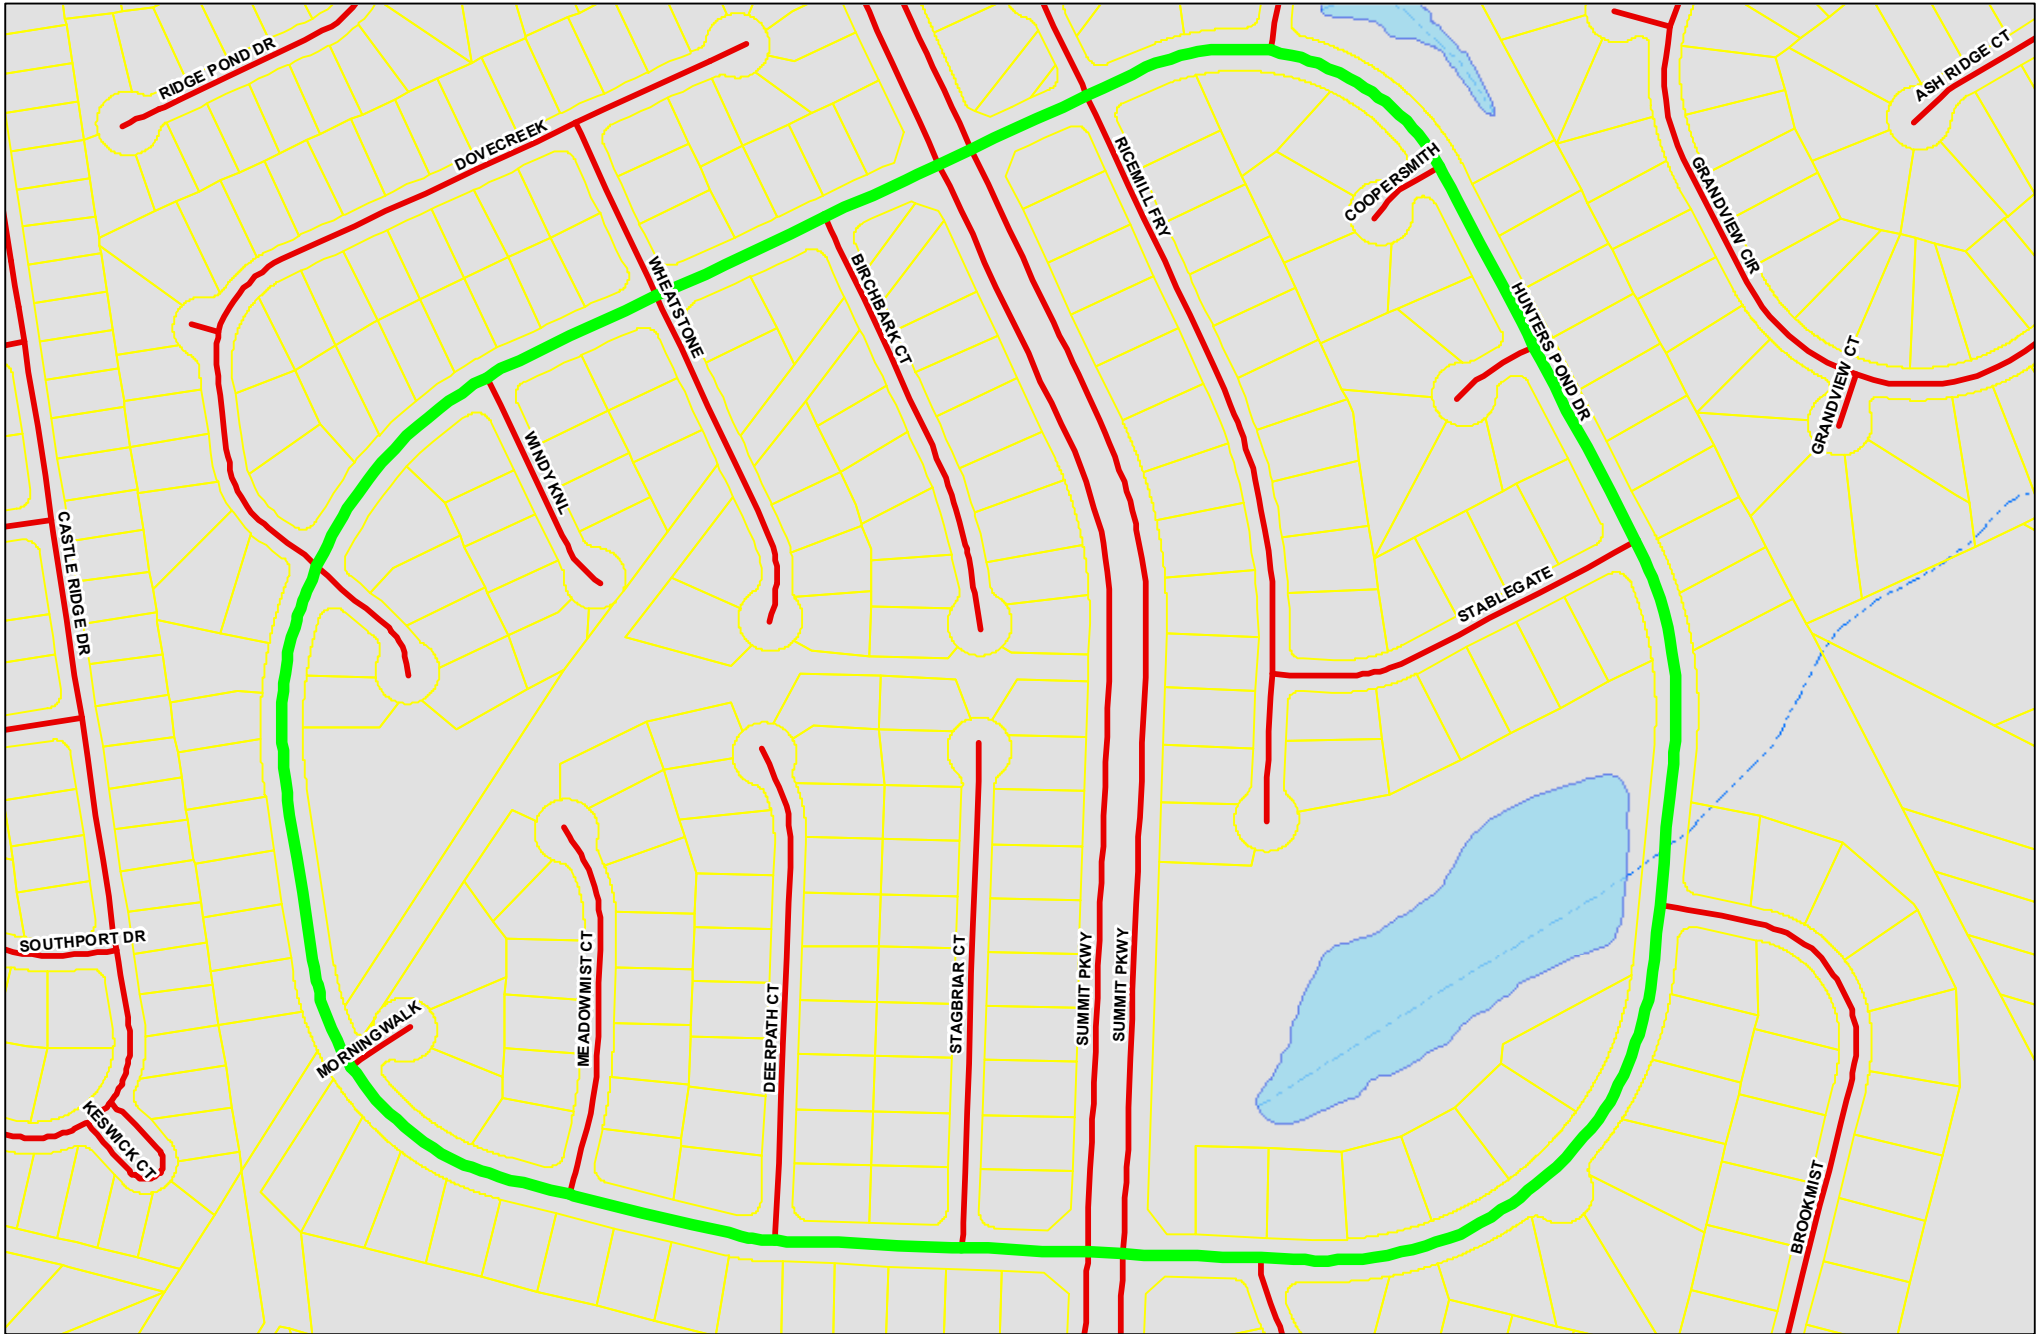 RIDGE POND DR
ASH RIDGE CT
DOVECREEK
RICEMILL FRY
COOPERSMITH
GRANDVIEW CIR
WHEATSTONE
BIRCHBARK CT
HUNTERS POND DR
GRANDVIEW CT
WINDY KNL
CASTLE RIDGE DR
STABLEGATE
SOUTHPORT DR
MEADOWMIST CT
DEERPATH CT
STAGBRIAR CT
SUMMIT PKWY
SUMMIT PKWY
MORNINGWALK
KESWICK CT
BROOKMIST